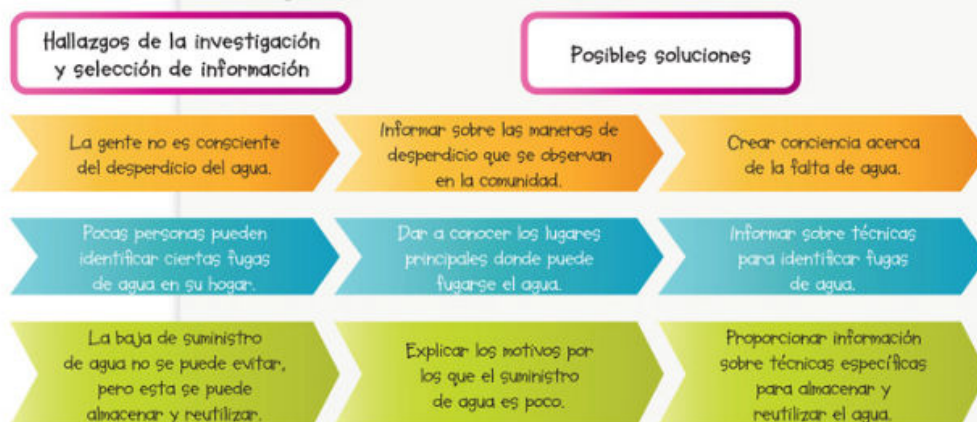 Hallazgos de la investigación
y selección de información
Posibles soluciones
La gente no es consciente
del desperdicio del agua.
Informar sobre las maneras de
desperdicio que se observan
en la comunidad.
Crear conciencia acerca
de la falta de agua.
Pocas personas pueden
identificar ciertas fugas
de agua en su hogar.
Dar a conocer los lugares
principales donde puede
fugarse el agua.
Informar sobre técnicas
para identificar fugas
de agua.
La baja de suministro
de agua no se puede evitar,
pero esta se puede
almacenar y reutilizar.
Explicar los motivos por
los que el suministro
de agua es poco.
Proporcionar información
sobre técnicas específicas
para almacenar y
reutilizar el agua.